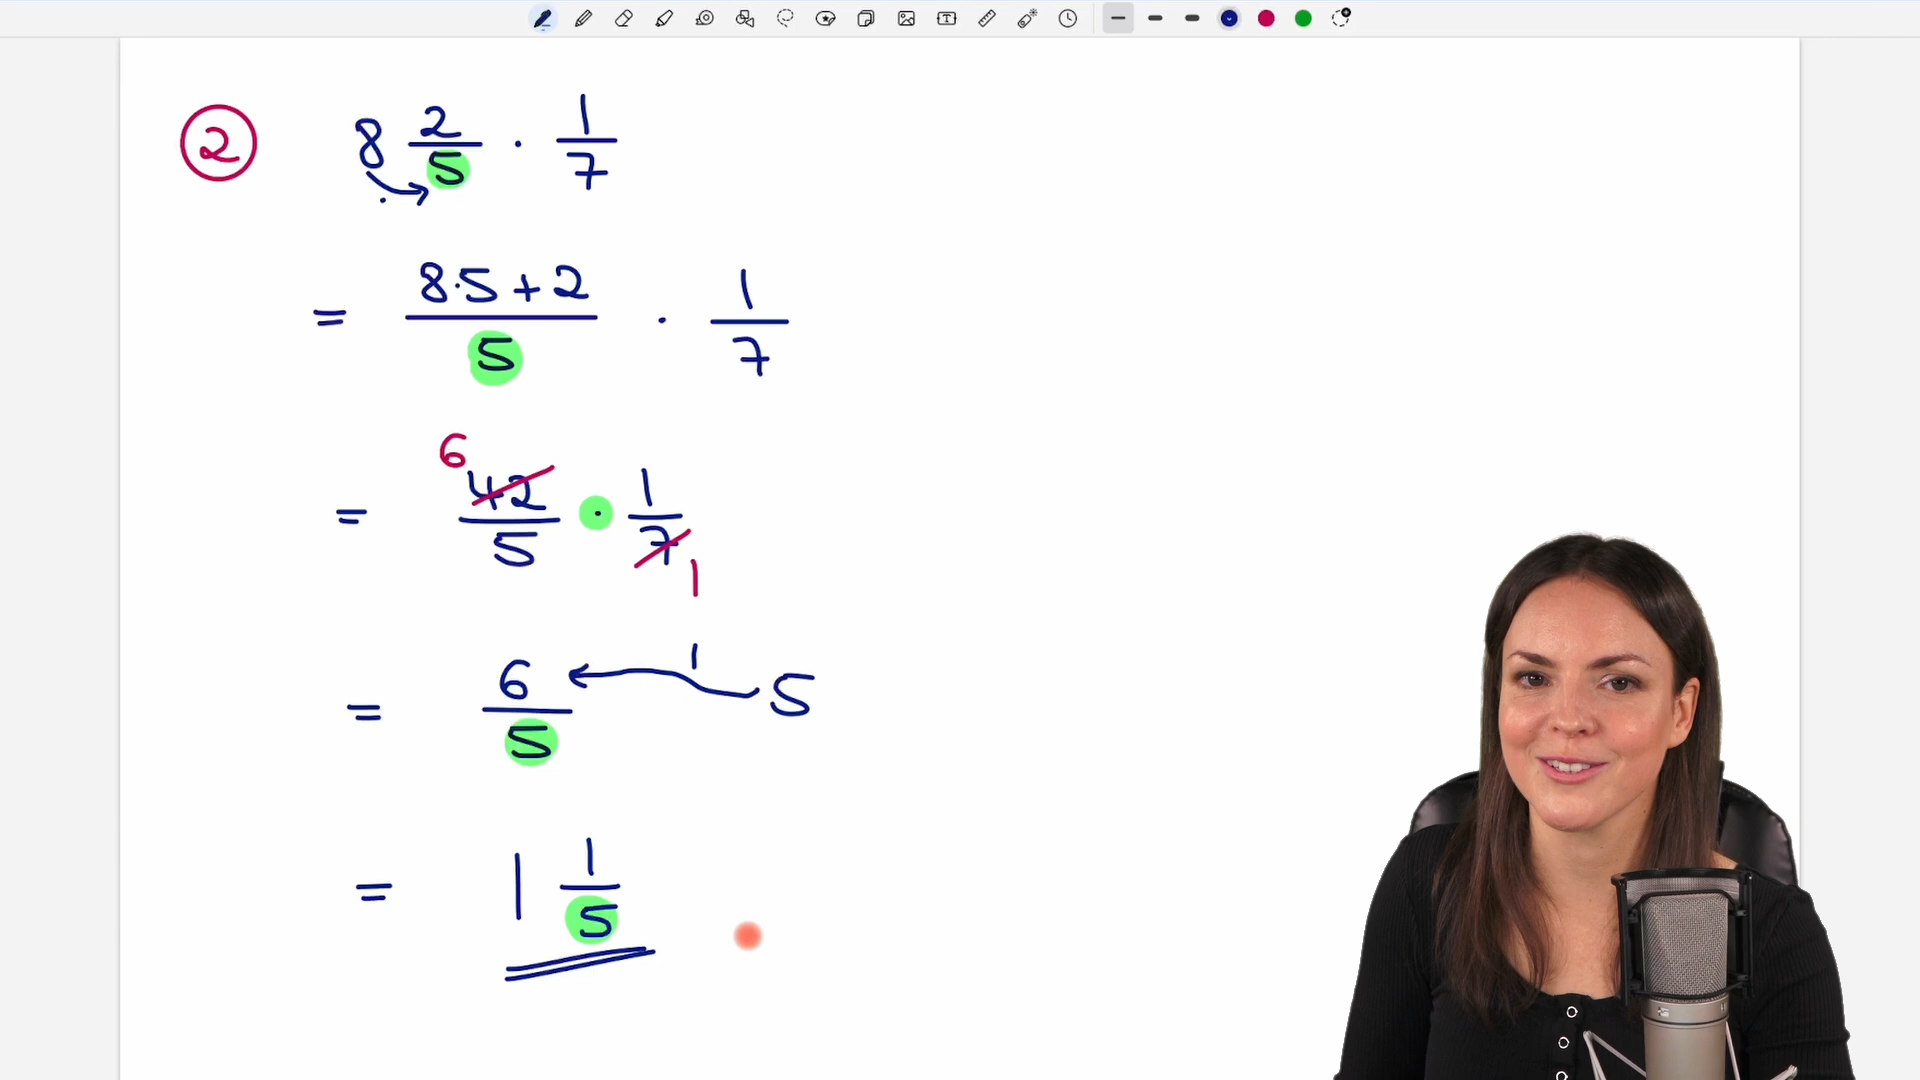 2 8 2/5 · 1/7
= 8·5+2/5 · 1/7
= 6 42/5 · 1/7 1
= 6/5 1 5
= 1 1/5